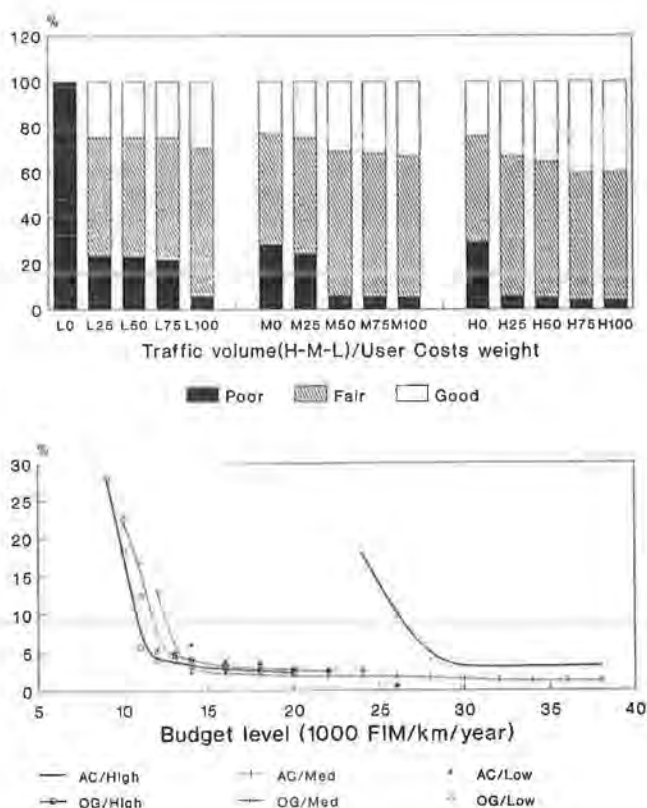 %
120
100
80
60
40
20
0
L0 L25 L50 L75 L100 M0 M25 M50 M75 M100 H0 H25 H50 H75 H100
Traffic volume(H-M-L)/User Costs weight
Poor Fair Good
%
30
25
20
15
10
5
0
5 10 15 20 25 30 35 40
Budget level (1000 FIM/km/year)
AC/High AC/Med AC/Low
OG/High OG/Med OG/Low